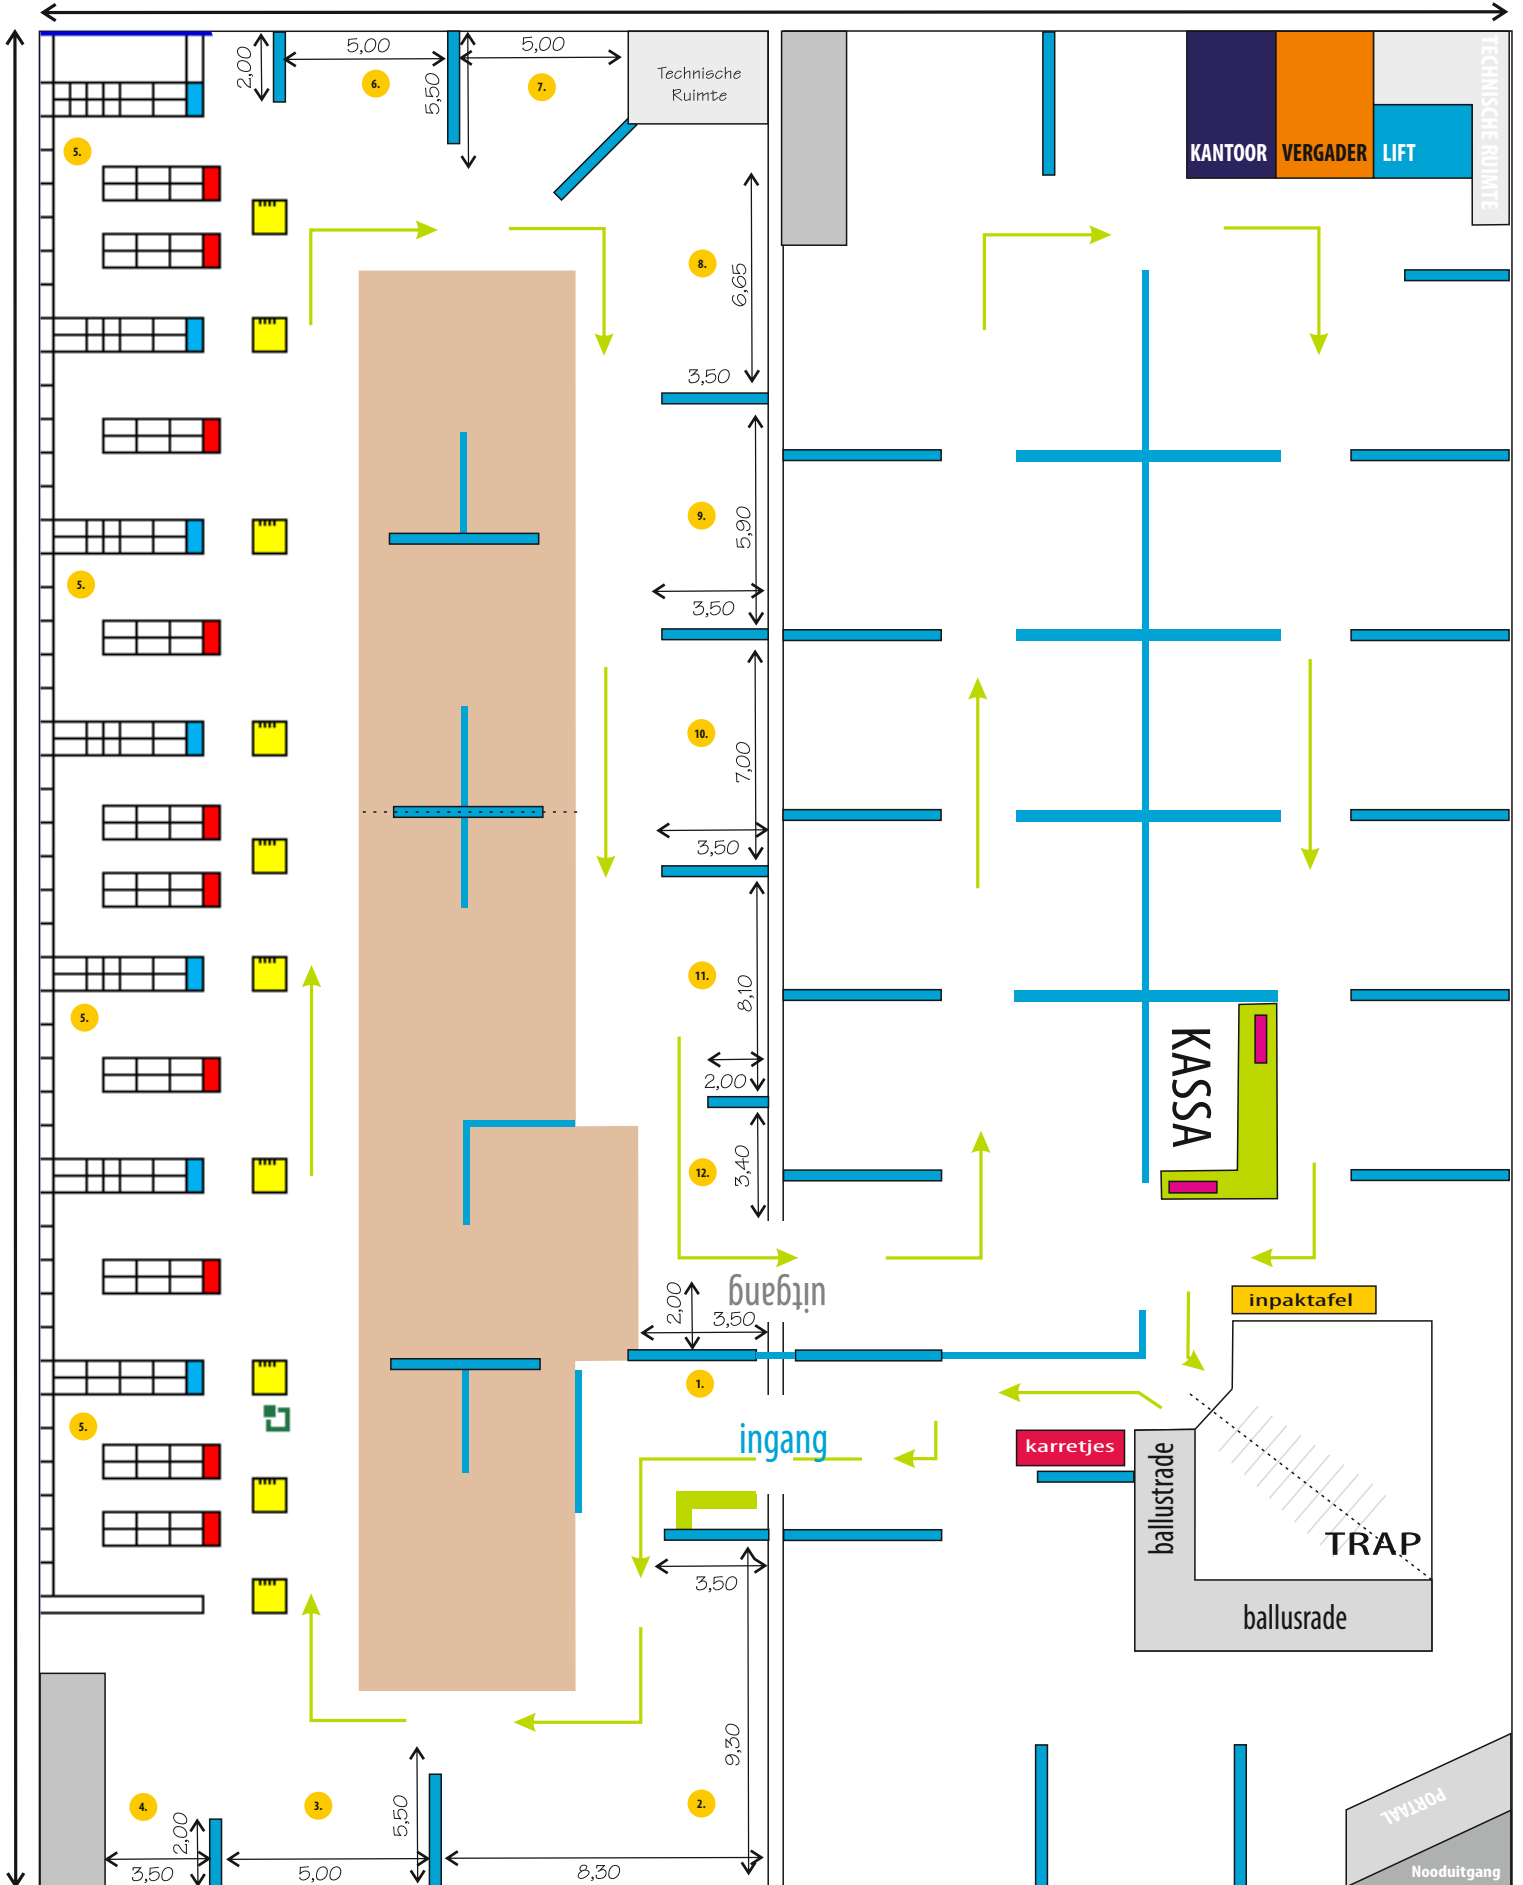 5,00
5,00
2,00
5,50
6.
7.
Technische
Ruimte
KANTOOR
VERGADER
LIFT
TECHNISCHE RUIMTE
5.
8.
6,65
3,50
9.
5,90
5.
3,50
10.
7,00
3,50
11.
8,10
5.
2,00
KASSA
12.
3,40
uitgang
2,00
3,50
inpaktafel
1.
5.
ingang
karretjes
ballustrade
TRAP
3,50
ballusrade
9,30
4.
3.
2.
2,00
5,50
3,50
5,00
8,30
PORTAAL
Nooduitgang